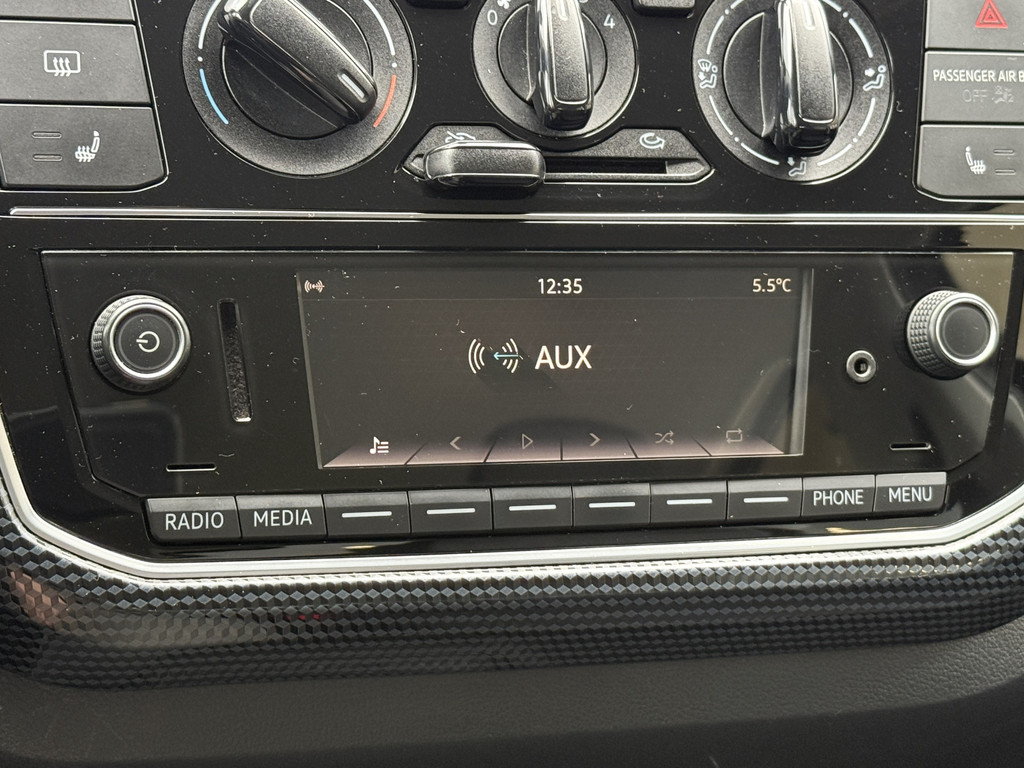 0
4
PASSENGER AIR B
OFF
12:35
5.5°C
AUX
RADIO
MEDIA
PHONE
MENU